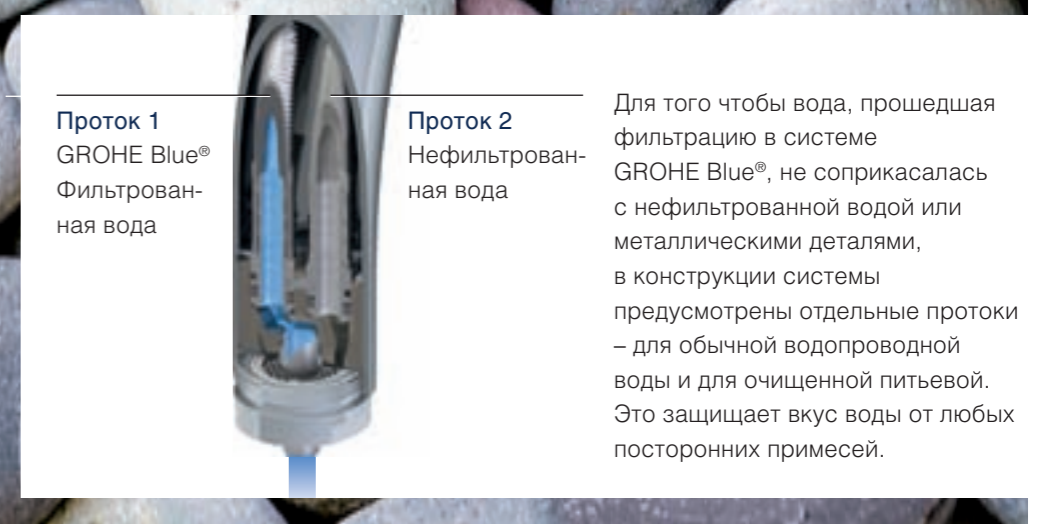 Проток 1
GROHE Blue®
Фильтрован-
ная вода
Проток 2
Нефильтрован-
ная вода
Для того чтобы вода, прошедшая
фильтрацию в системе
GROHE Blue®, не соприкасалась
с нефильтрованной водой или
металлическими деталями,
в конструкции системы
предусмотрены отдельные протоки
– для обычной водопроводной
воды и для очищенной питьевой.
Это защищает вкус воды от любых
посторонних примесей.